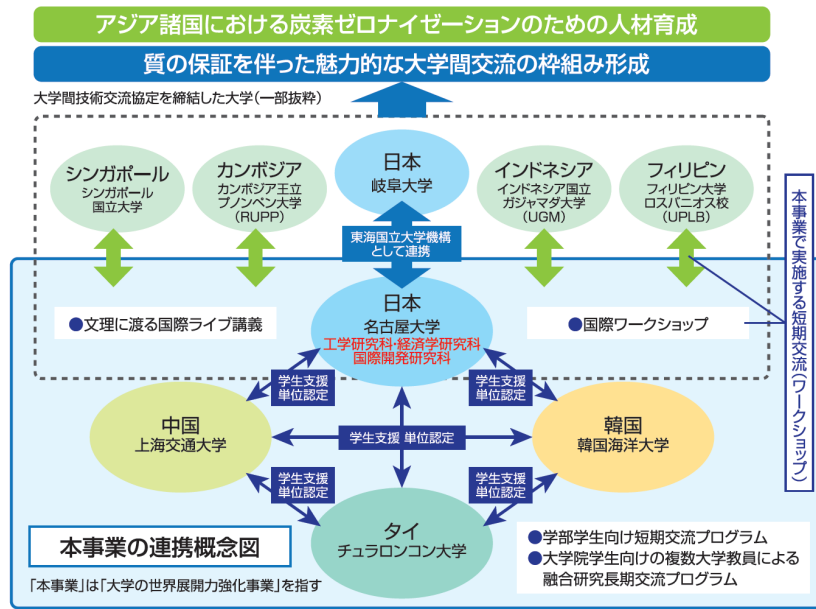 アジア諸国における炭素ゼロナイゼーションのための人材育成
質の保証を伴った魅力的な大学間交流の枠組み形成
大学間技術交流協定を締結した大学(一部抜粋)
シンガポール
シンガポール
国立大学
カンボジア
カンボジア王立
プノンペン大学
(RUPP)
日本
岐阜大学
インドネシア
インドネシア国立
ガジャマダ大学
(UGM)
フィリピン
フィリピン大学
ロスバニオス校
(UPLB)
東海国立大学機構
として連携
本事業で実施する短期交流(ワークショップ)
●文理に渡る国際ライブ講義
日本
名古屋大学
工学研究科・経済学研究科
国際開発研究科
●国際ワークショップ
学生支援
単位認定
学生支援
単位認定
中国
上海交通大学
学生支援 単位認定
韓国
韓国海洋大学
学生支援
単位認定
学生支援
単位認定
タイ
チュラロンコン大学
本事業の連携概念図
「本事業」は「大学の世界展開力強化事業」を指す
●学部学生向け短期交流プログラム
●大学院学生向けの複数大学教員による
融合研究長期交流プログラム